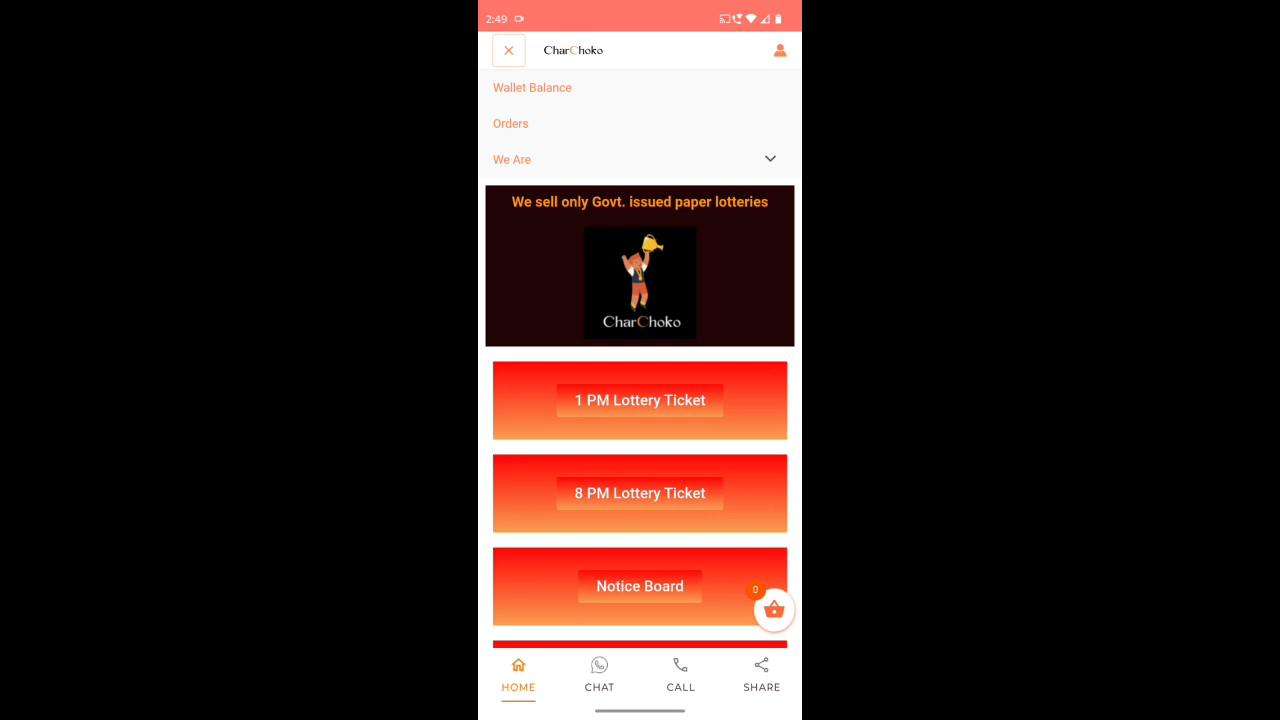 2:49
CharChoko
Wallet Balance
Orders
We Are
We sell only Govt. issued paper lotteries
CharChoko
1 PM Lottery Ticket
8 PM Lottery Ticket
Notice Board
0
HOME
CHAT
CALL
SHARE